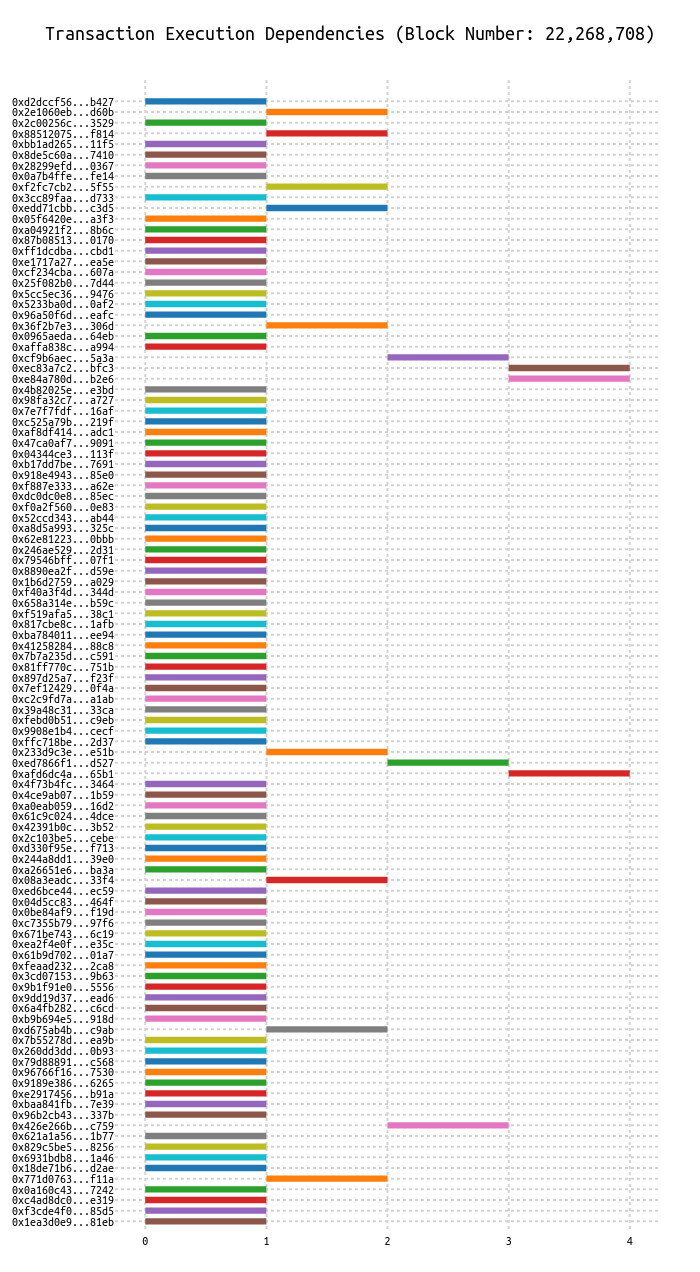 Transaction Execution Dependencies (Block Number: 22,268,708)
0xd2dccf56...b427
0x2e1060eb...d60b
0x2c00256c...3529
0x88512075...f814
0xbb1ad265...11f5
0x8de5c60a...7410
0x28299efd...0367
0x0a7b4ffe...fe14
0xf2fc7cb2...5f55
0x3cc89faa...d733
0xedd71cbb...c3d5
0x05f6420e...a3f3
0xa04921f2...8b6c
0x87b08513...0170
0xff1dcdba...cbd1
0xe1717a27...ea5e
0xcf234cba...607a
0x25f082b0...7d44
0x5cc5ec36...9476
0x5233ba0d...0af2
0x96a50f6d...eafc
0x36f2b7e3...306d
0x0965aeda...64eb
0xaffa838c...a994
0xcf9b6aec...5a3a
0xec83a7c2...bfc3
0xe84a780d...b2e6
0x4b82025e...e3bd
0x98fa32c7...a727
0x7e7f7fdf...16af
0xc525a79b...219f
0xaf8df414...adc1
0x47ca0af7...9091
0x04344ce3...113f
0xb17dd7be...7691
0x918e4943...85e0
0xf887e333...a62e
0xdc0dc0e8...85ec
0xf0a2f560...0e83
0x52ccd343...ab44
0xa8d5a993...325c
0x62e81223...0bbb
0x246ae529...2d31
0x79546bff...07f1
0x8890ea2f...d59e
0x1b6d2759...a029
0xf40a3f4d...344d
0x658a314e...b59c
0xf519afa5...38c1
0x817cbe8c...1afb
0xba784011...ee94
0x41258284...88c8
0x7b7a235d...c591
0x81ff770c...751b
0x897d25a7...f23f
0x7ef12429...0f4a
0xc2c9fd7a...a1ab
0x39a48c31...33ca
0xfebd0b51...c9eb
0x9908e1b4...cecf
0xffc718be...2d37
0x233d9c3e...e51b
0xed7866f1...d527
0xafd6dc4a...65b1
0x4f73b4fc...3464
0x4ce9ab07...1b59
0xa0eab059...16d2
0x61c9c024...4dce
0x42391b0c...3b52
0x2c103be5...cebe
0xd330f95e...f713
0x244a8dd1...39e0
0xa26651e6...ba3a
0x08a3eadc...33f4
0xed6bce44...ec59
0x04d5cc83...464f
0x0be84af9...f19d
0xc7355b79...97f6
0x671be743...6c19
0xea2f4e0f...e35c
0x61b9d702...01a7
0xfeaad232...2ca8
0x3cd07153...9b63
0x9b1f91e0...5556
0x9dd19d37...ead6
0x6a4fb282...c6cd
0xb9b694e5...918d
0xd675ab4b...c9ab
0x7b55278d...ea9b
0x260dd3dd...0b93
0x79d88891...c568
0x96766f16...7530
0x9189e386...6265
0xe2917456...b91a
0xbaa841fb...7e39
0x96b2cb43...337b
0x426e266b...c759
0x621a1a56...1b77
0x829c5be5...8256
0x6931bdb8...1a46
0x18de71b6...d2ae
0x771d0763...f11a
0x0a160c43...7242
0xc4ad8dc0...e319
0xf3cde4f0...85d5
0x1ea3d0e9...81eb
0 1 2 3 4